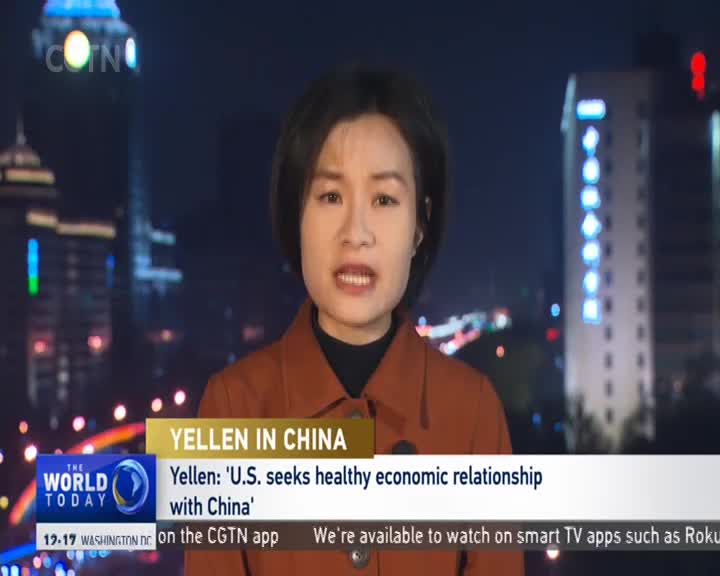 CGTN
YELLEN IN CHINA
Yellen: 'U.S. seeks healthy economic relationship
with China'
THE
WORLD
TODAY
12:17 WASHINGTON DC
on the CGTN app We're available to watch on smart TV apps such as Roku